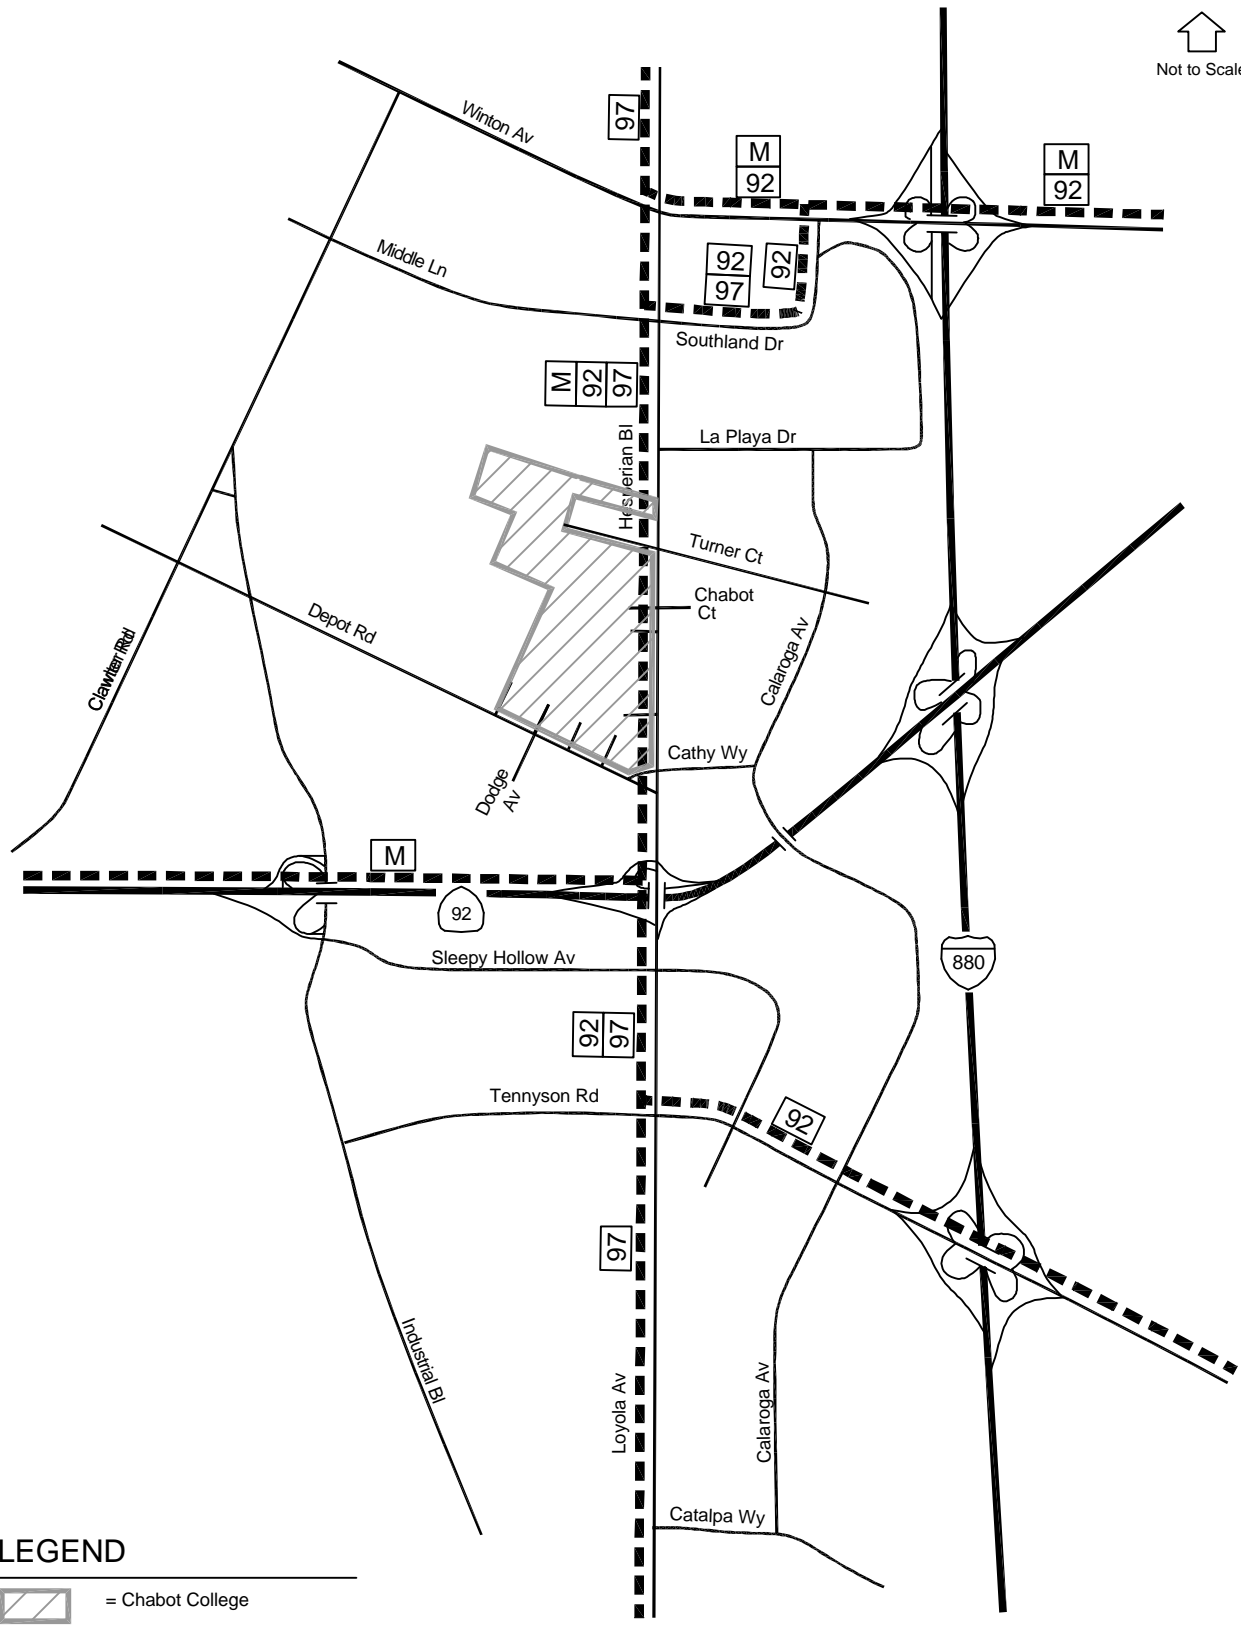 Not to Scale
Winton Av
97
M
92
M
92
Middle Ln
92
97
92
Southland Dr
M
92
97
Hesperian Bl
La Playa Dr
Turner Ct
Chabot
Ct
Depot Rd
Calaroga Av
Clawiter Rd
Cathy Wy
Dodge
Av
M
92
Sleepy Hollow Av
880
92
97
Tennyson Rd
92
97
Industrial Bl
Loyola Av
Calaroga Av
Catalpa Wy
LEGEND
= Chabot College